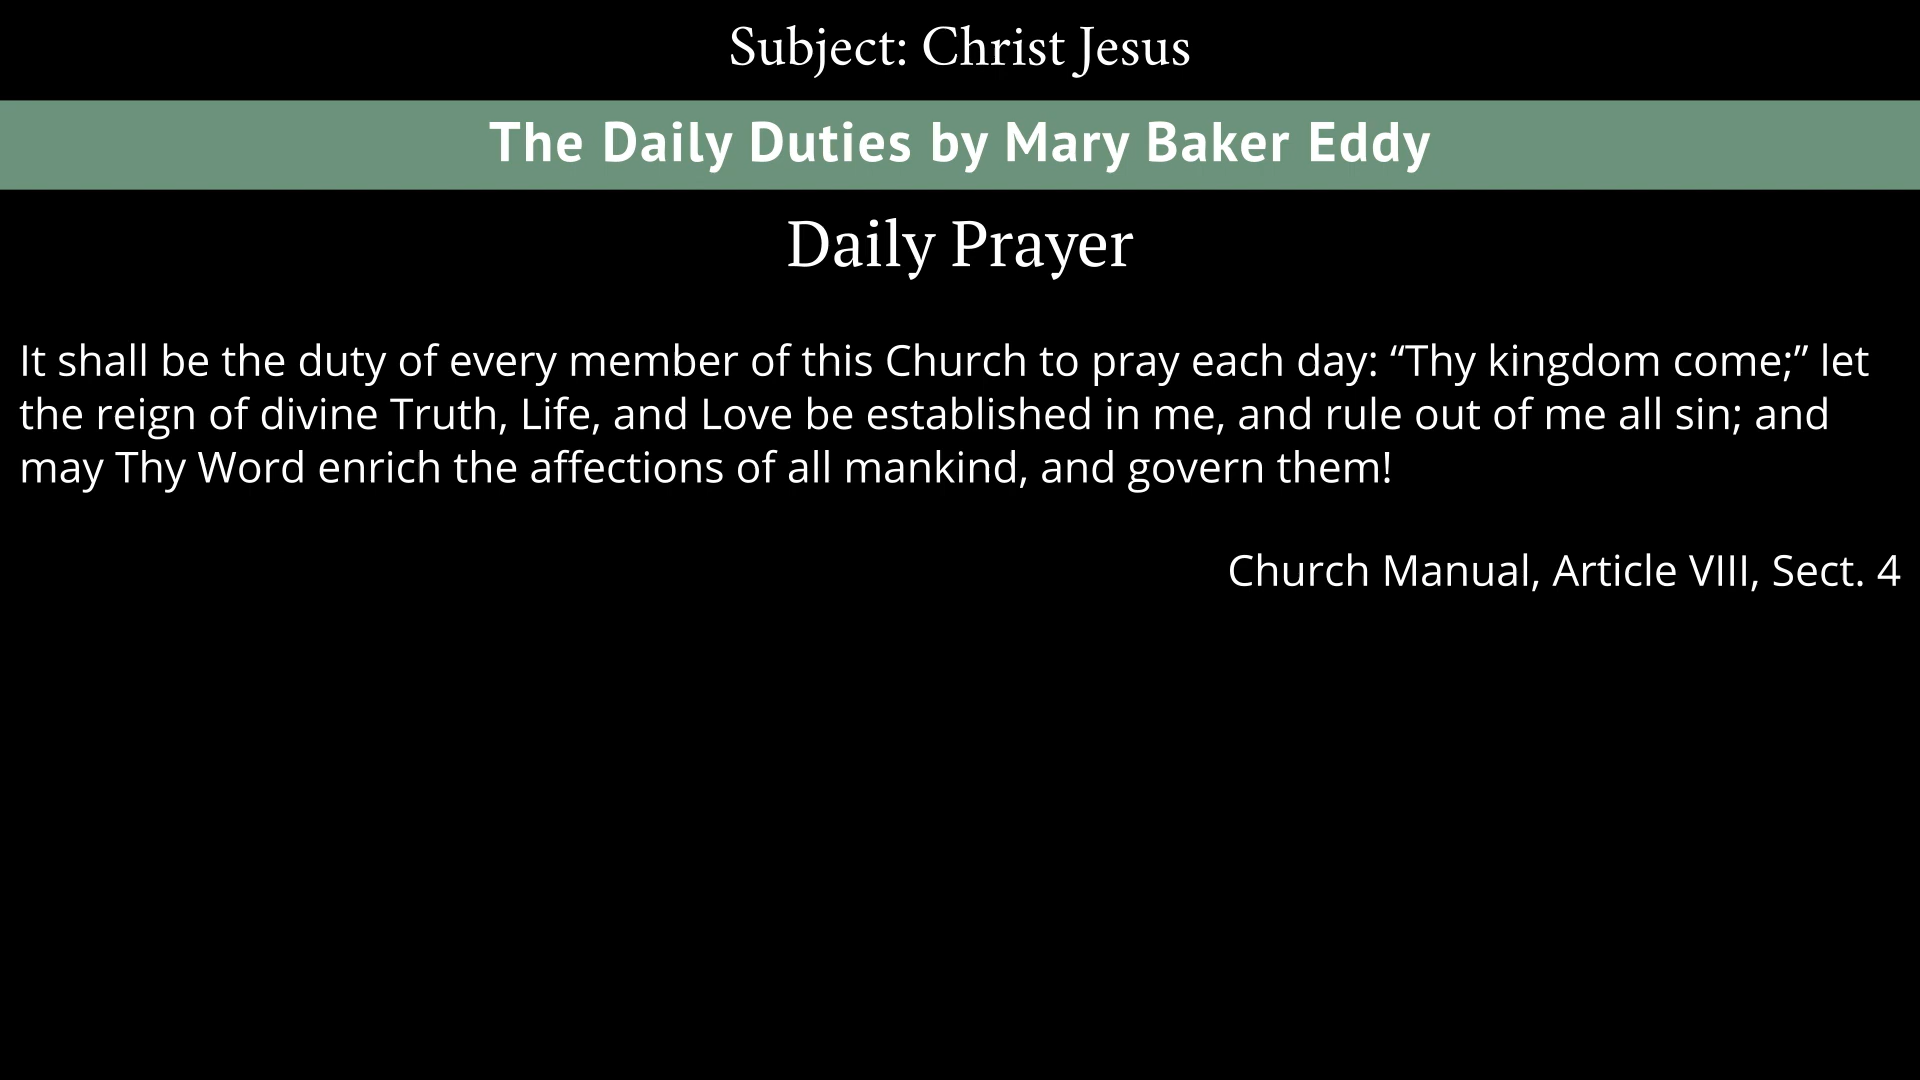 Subject: Christ Jesus
The Daily Duties by Mary Baker Eddy
Daily Prayer
It shall be the duty of every member of this Church to pray each day: “Thy kingdom come;” let
the reign of divine Truth, Life, and Love be established in me, and rule out of me all sin; and
may Thy Word enrich the affections of all mankind, and govern them!
Church Manual, Article VIII, Sect. 4